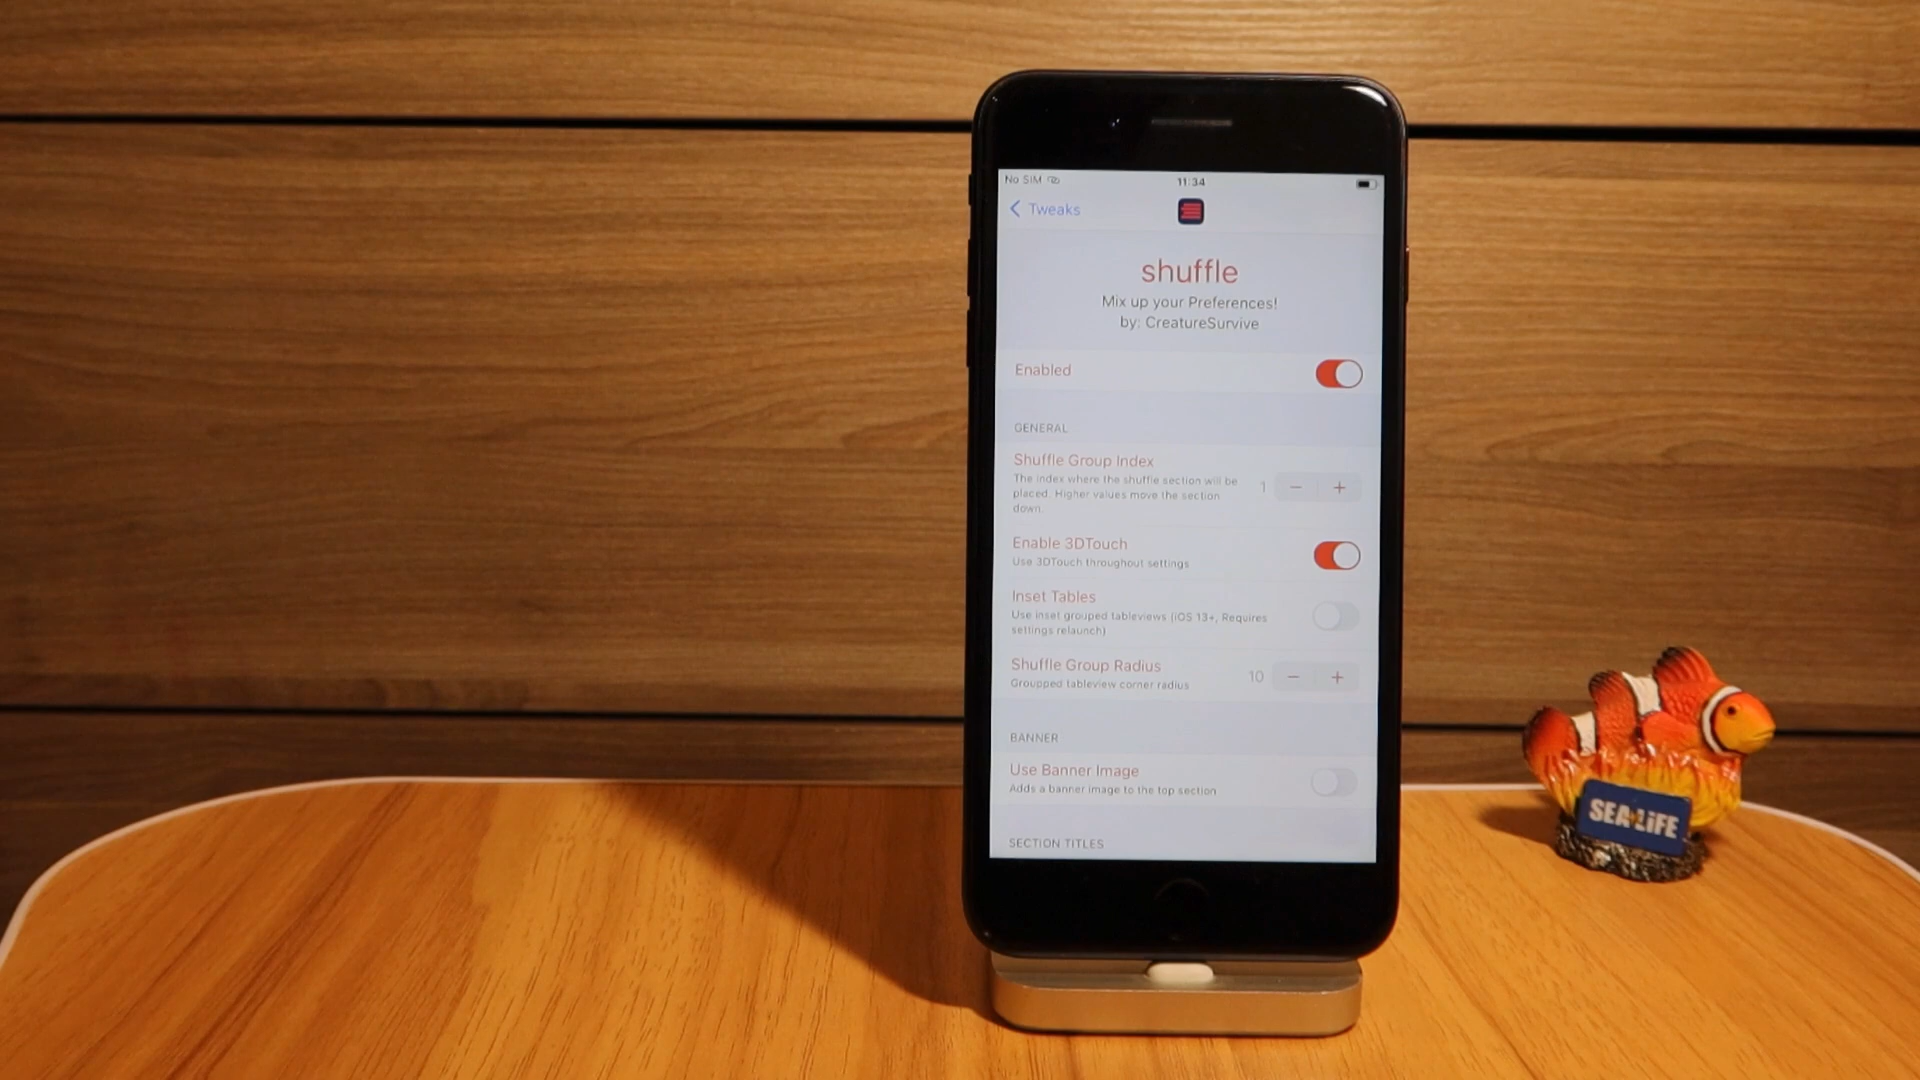 No SIM
11:34
Tweaks
shuffle
Mix up your Preferences!
by: CreatureSurvive
Enabled
GENERAL
Shuffle Group Index
The index where the shuffle section will be
placed. Higher values move the section
down.
1 − +
Enable 3DTouch
Use 3DTouch throughout settings
Inset Tables
Use inset grouped tableviews (iOS 13+, Requires
settings relaunch)
Shuffle Group Radius
Groupped tableview corner radius
10 − +
BANNER
Use Banner Image
Adds a banner image to the top section
SECTION TITLES
SEA LiFE